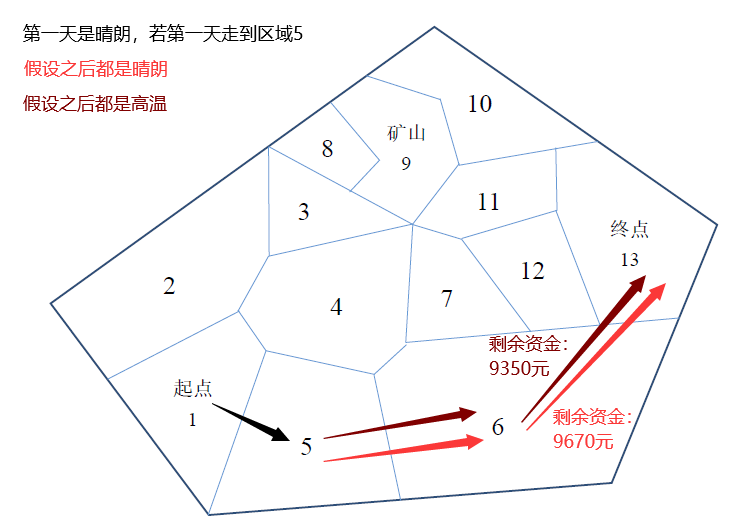 第一天是晴朗，若第一天走到区域5
假设之后都是晴朗
假设之后都是高温
10
矿山
9
8
3
11
终点
13
2
12
4
7
剩余资金：
9350元
起点
1
5
6
剩余资金：
9670元